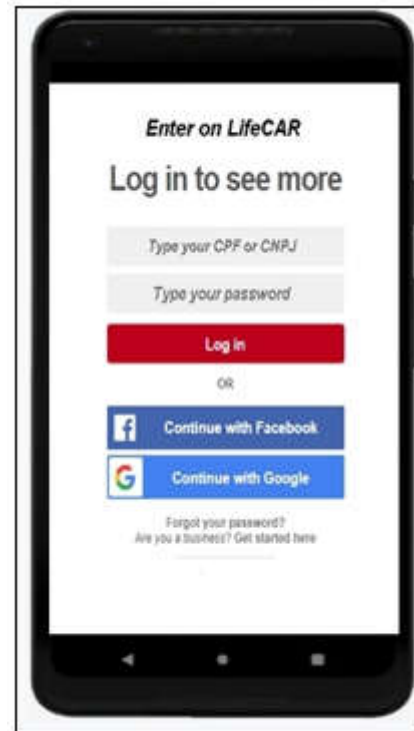 Enter on LifeCAR
Log in to see more
Type your CPF or CNPJ
Type your password
Log in
OR
Continue with Facebook
Continue with Google
Forgot your password?
Are you a business? Get started here